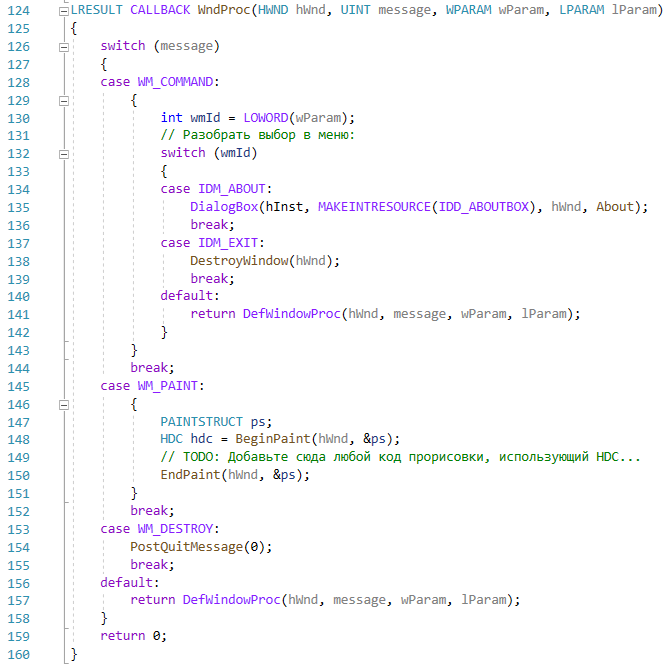 124 LRESULT CALLBACK WndProc(HWND hWnd, UINT message, WPARAM wParam, LPARAM lParam)
125 {
126     switch (message)
127     {
128     case WM_COMMAND:
129         {
130             int wmId = LOWORD(wParam);
131             // Разобрать выбор в меню:
132             switch (wmId)
133             {
134             case IDM_ABOUT:
135                 DialogBox(hInst, MAKEINTRESOURCE(IDD_ABOUTBOX), hWnd, About);
136                 break;
137             case IDM_EXIT:
138                 DestroyWindow(hWnd);
139                 break;
140             default:
141                 return DefWindowProc(hWnd, message, wParam, lParam);
142             }
143         }
144         break;
145     case WM_PAINT:
146         {
147             PAINTSTRUCT ps;
148             HDC hdc = BeginPaint(hWnd, &ps);
149             // TODO: Добавьте сюда любой код прорисовки, использующий HDC...
150             EndPaint(hWnd, &ps);
151         }
152         break;
153     case WM_DESTROY:
154         PostQuitMessage(0);
155         break;
156     default:
157         return DefWindowProc(hWnd, message, wParam, lParam);
158     }
159     return 0;
160 }